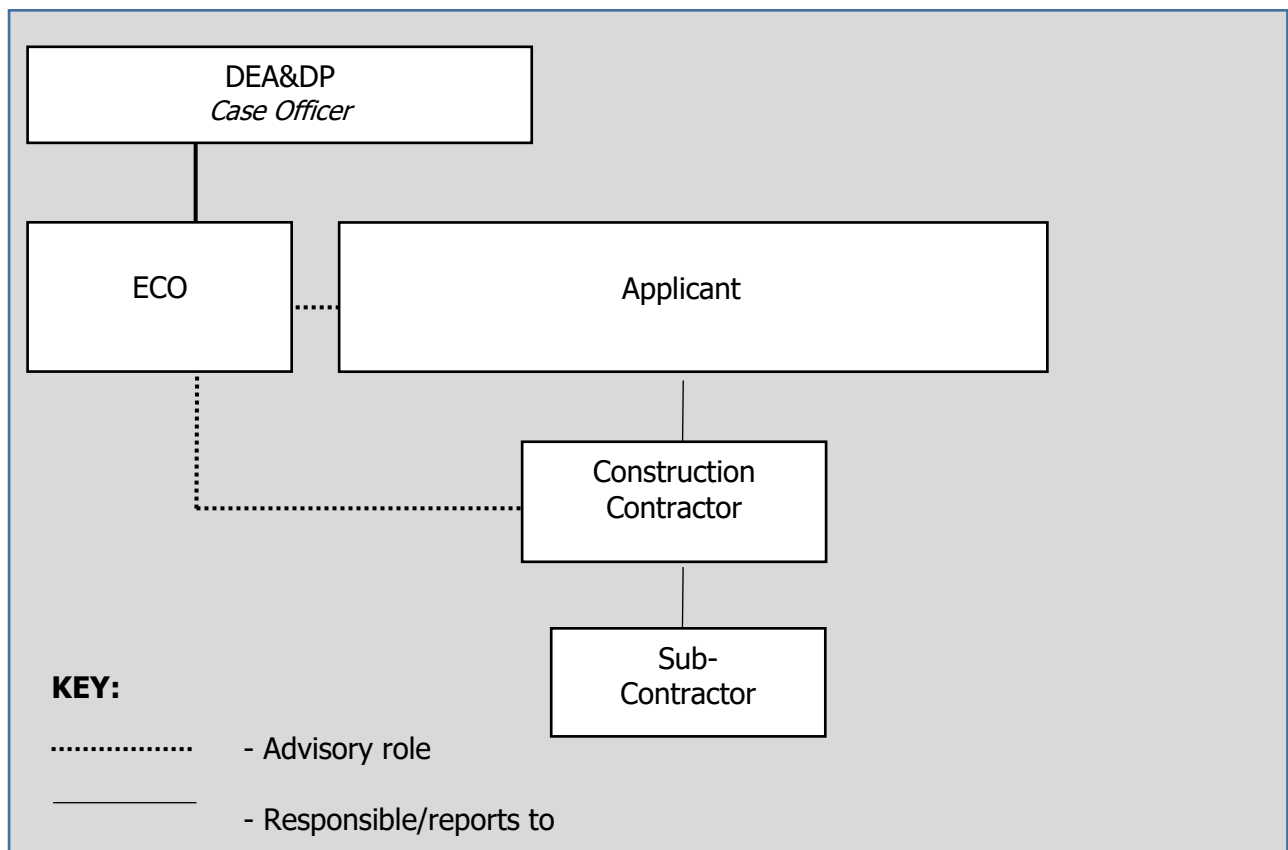 DEA&DP
Case Officer
ECO
Applicant
Construction
Contractor
Sub-
Contractor
KEY:
- Advisory role
- Responsible/reports to